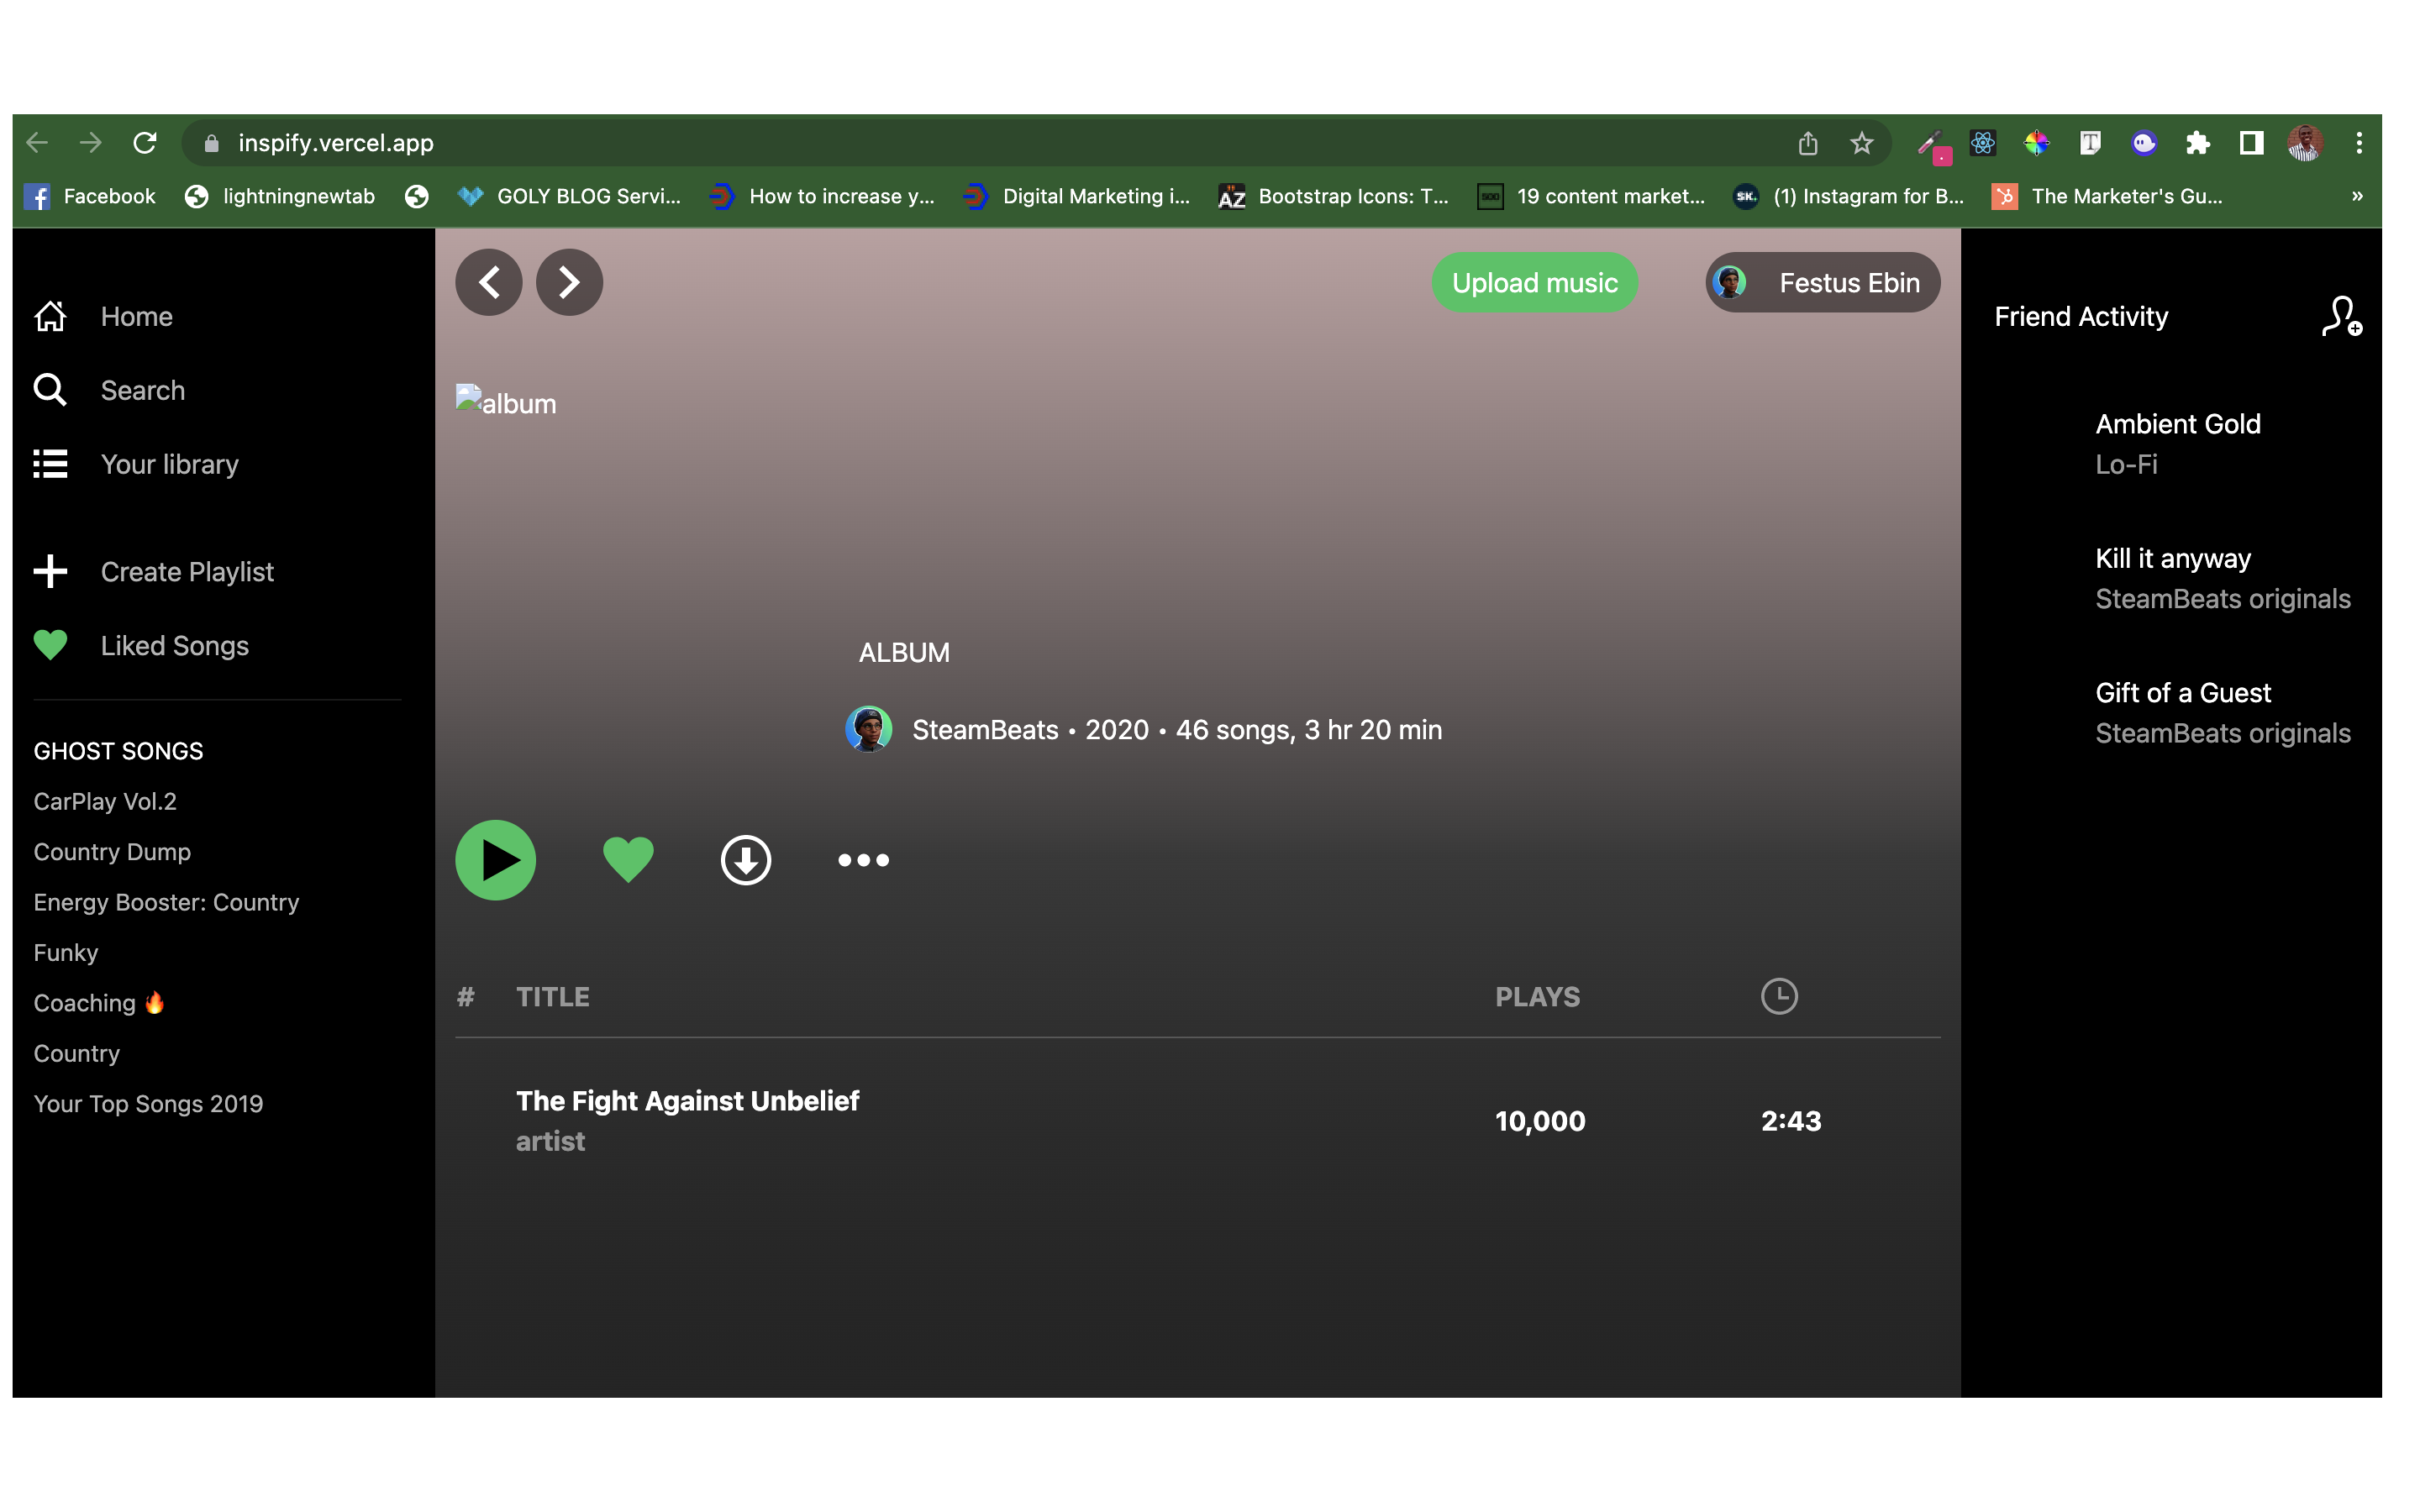 inspify.vercel.app
Facebook
lightningnewtab
GOLY BLOG Servi...
How to increase y...
Digital Marketing i...
AZ
Bootstrap Icons: T...
500
19 content market...
SK.
(1) Instagram for B...
The Marketer's Gu...
»
Home
Search
Your library
Create Playlist
Liked Songs
GHOST SONGS
CarPlay Vol.2
Country Dump
Energy Booster: Country
Funky
Coaching 🔥
Country
Your Top Songs 2019
Upload music
Festus Ebin
album
ALBUM
SteamBeats • 2020 • 46 songs, 3 hr 20 min
# TITLE PLAYS
The Fight Against Unbelief
artist
10,000
2:43
Friend Activity
Ambient Gold
Lo-Fi
Kill it anyway
SteamBeats originals
Gift of a Guest
SteamBeats originals